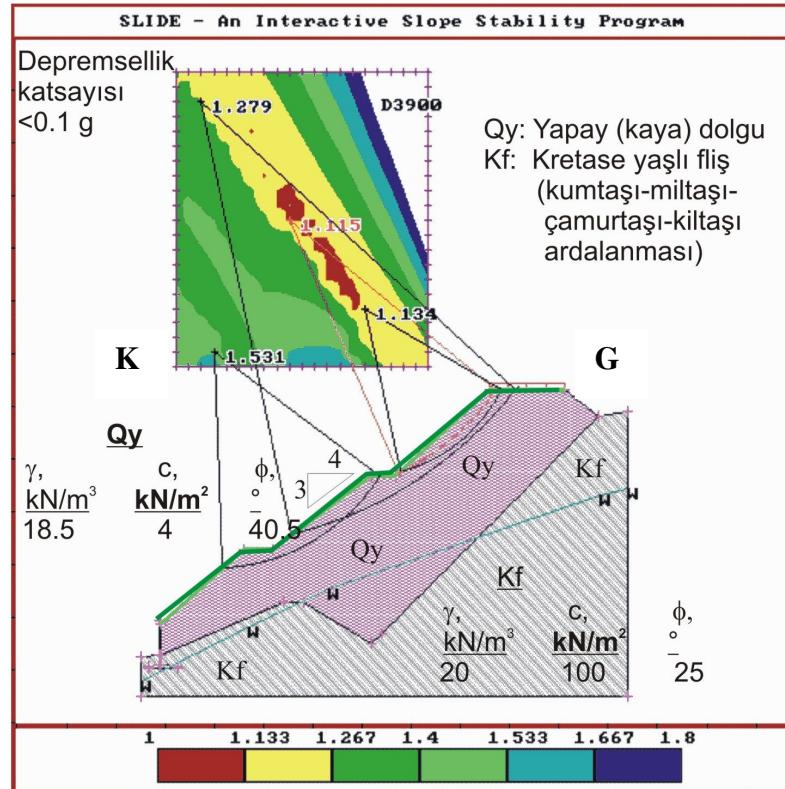 SLIDE - An Interactive Slope Stability Program
Depremsellik
katsayısı
<0.1 g
1.279
D3900
Qy: Yapay (kaya) dolgu
Kf: Kretase yaşlı fliş
(kumtaşı-miltaşı-
çamurtaşı-kiltaşı
ardalanması)
1.115
1.134
1.531
K
G
Qy
γ, c, ϕ,
kN/m³ kN/m² °
18.5 4 40.5
4
3
Qy
Kf
W W
Qy
Kf
W
γ, c, ϕ,
kN/m³ kN/m² °
20 100 25
W
Kf
W
1 1.133 1.267 1.4 1.533 1.667 1.8